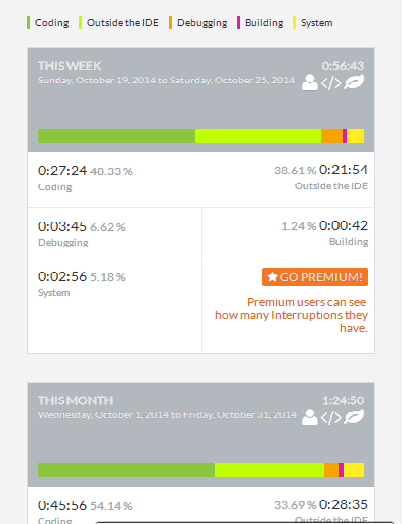 Coding Outside the IDE Debugging Building System
THIS WEEK 0:56:43
Sunday, October 19, 2014 to Saturday, October 25, 2014
0:27:24 48.33% 38.61% 0:21:54
Coding Outside the IDE
0:03:45 6.62% 1.24% 0:00:42
Debugging Building
0:02:56 5.18% GO PREMIUM!
System
Premium users can see
how many Interruptions they
have.
THIS MONTH 1:24:50
Wednesday, October 1, 2014 to Friday, October 31, 2014
0:45:56 54.14% 33.69% 0:28:35
Coding Outside the IDE